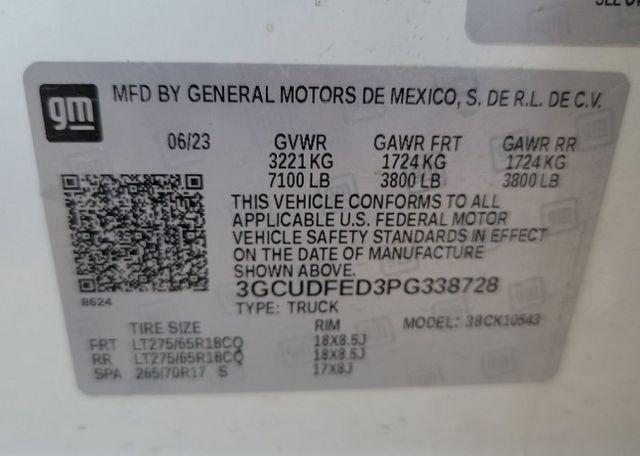 gm MFD BY GENERAL MOTORS DE MEXICO, S. DE R.L. DE C.V.
06/23 GVWR GAWR FRT GAWR RR
3221 KG 1724 KG 1724 KG
7100 LB 3800 LB 3800 LB
THIS VEHICLE CONFORMS TO ALL
APPLICABLE U.S. FEDERAL MOTOR
VEHICLE SAFETY STANDARDS IN EFFECT
ON THE DATE OF MANUFACTURE
SHOWN ABOVE.
3GCUDFED3PG338728
8624
TYPE: TRUCK
TIRE SIZE RIM MODEL: 38CK10543
FRT LT275/65R18CQ 18X8.5J
RR LT275/65R18CQ 18X8.5J
SPA 265/70R17 S 17X8J